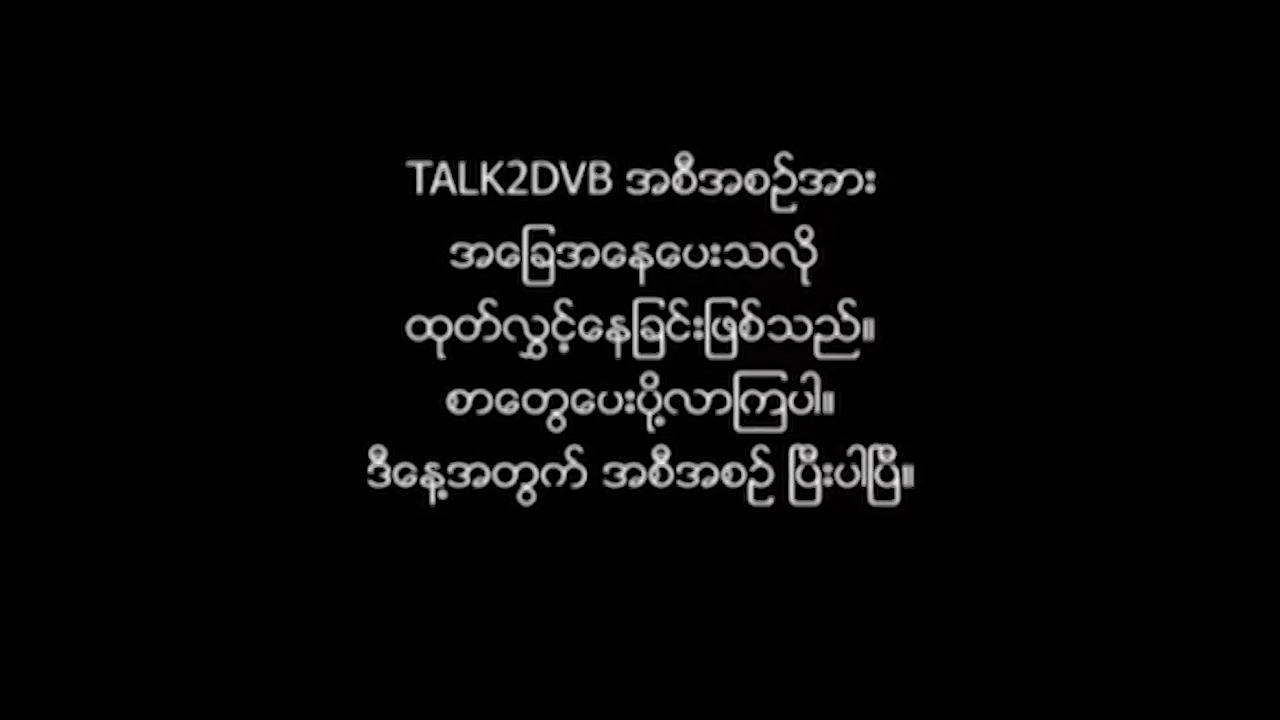 TALK2DVB အစီအစဉ်အား
အခြေအနေပေးသလို
ထုတ်လွှင့်နေခြင်းဖြစ်သည်။
စာတွေပေးပို့လာကြပါ။
ဒီနေ့အတွက် အစီအစဉ် ပြီးပါပြီ။